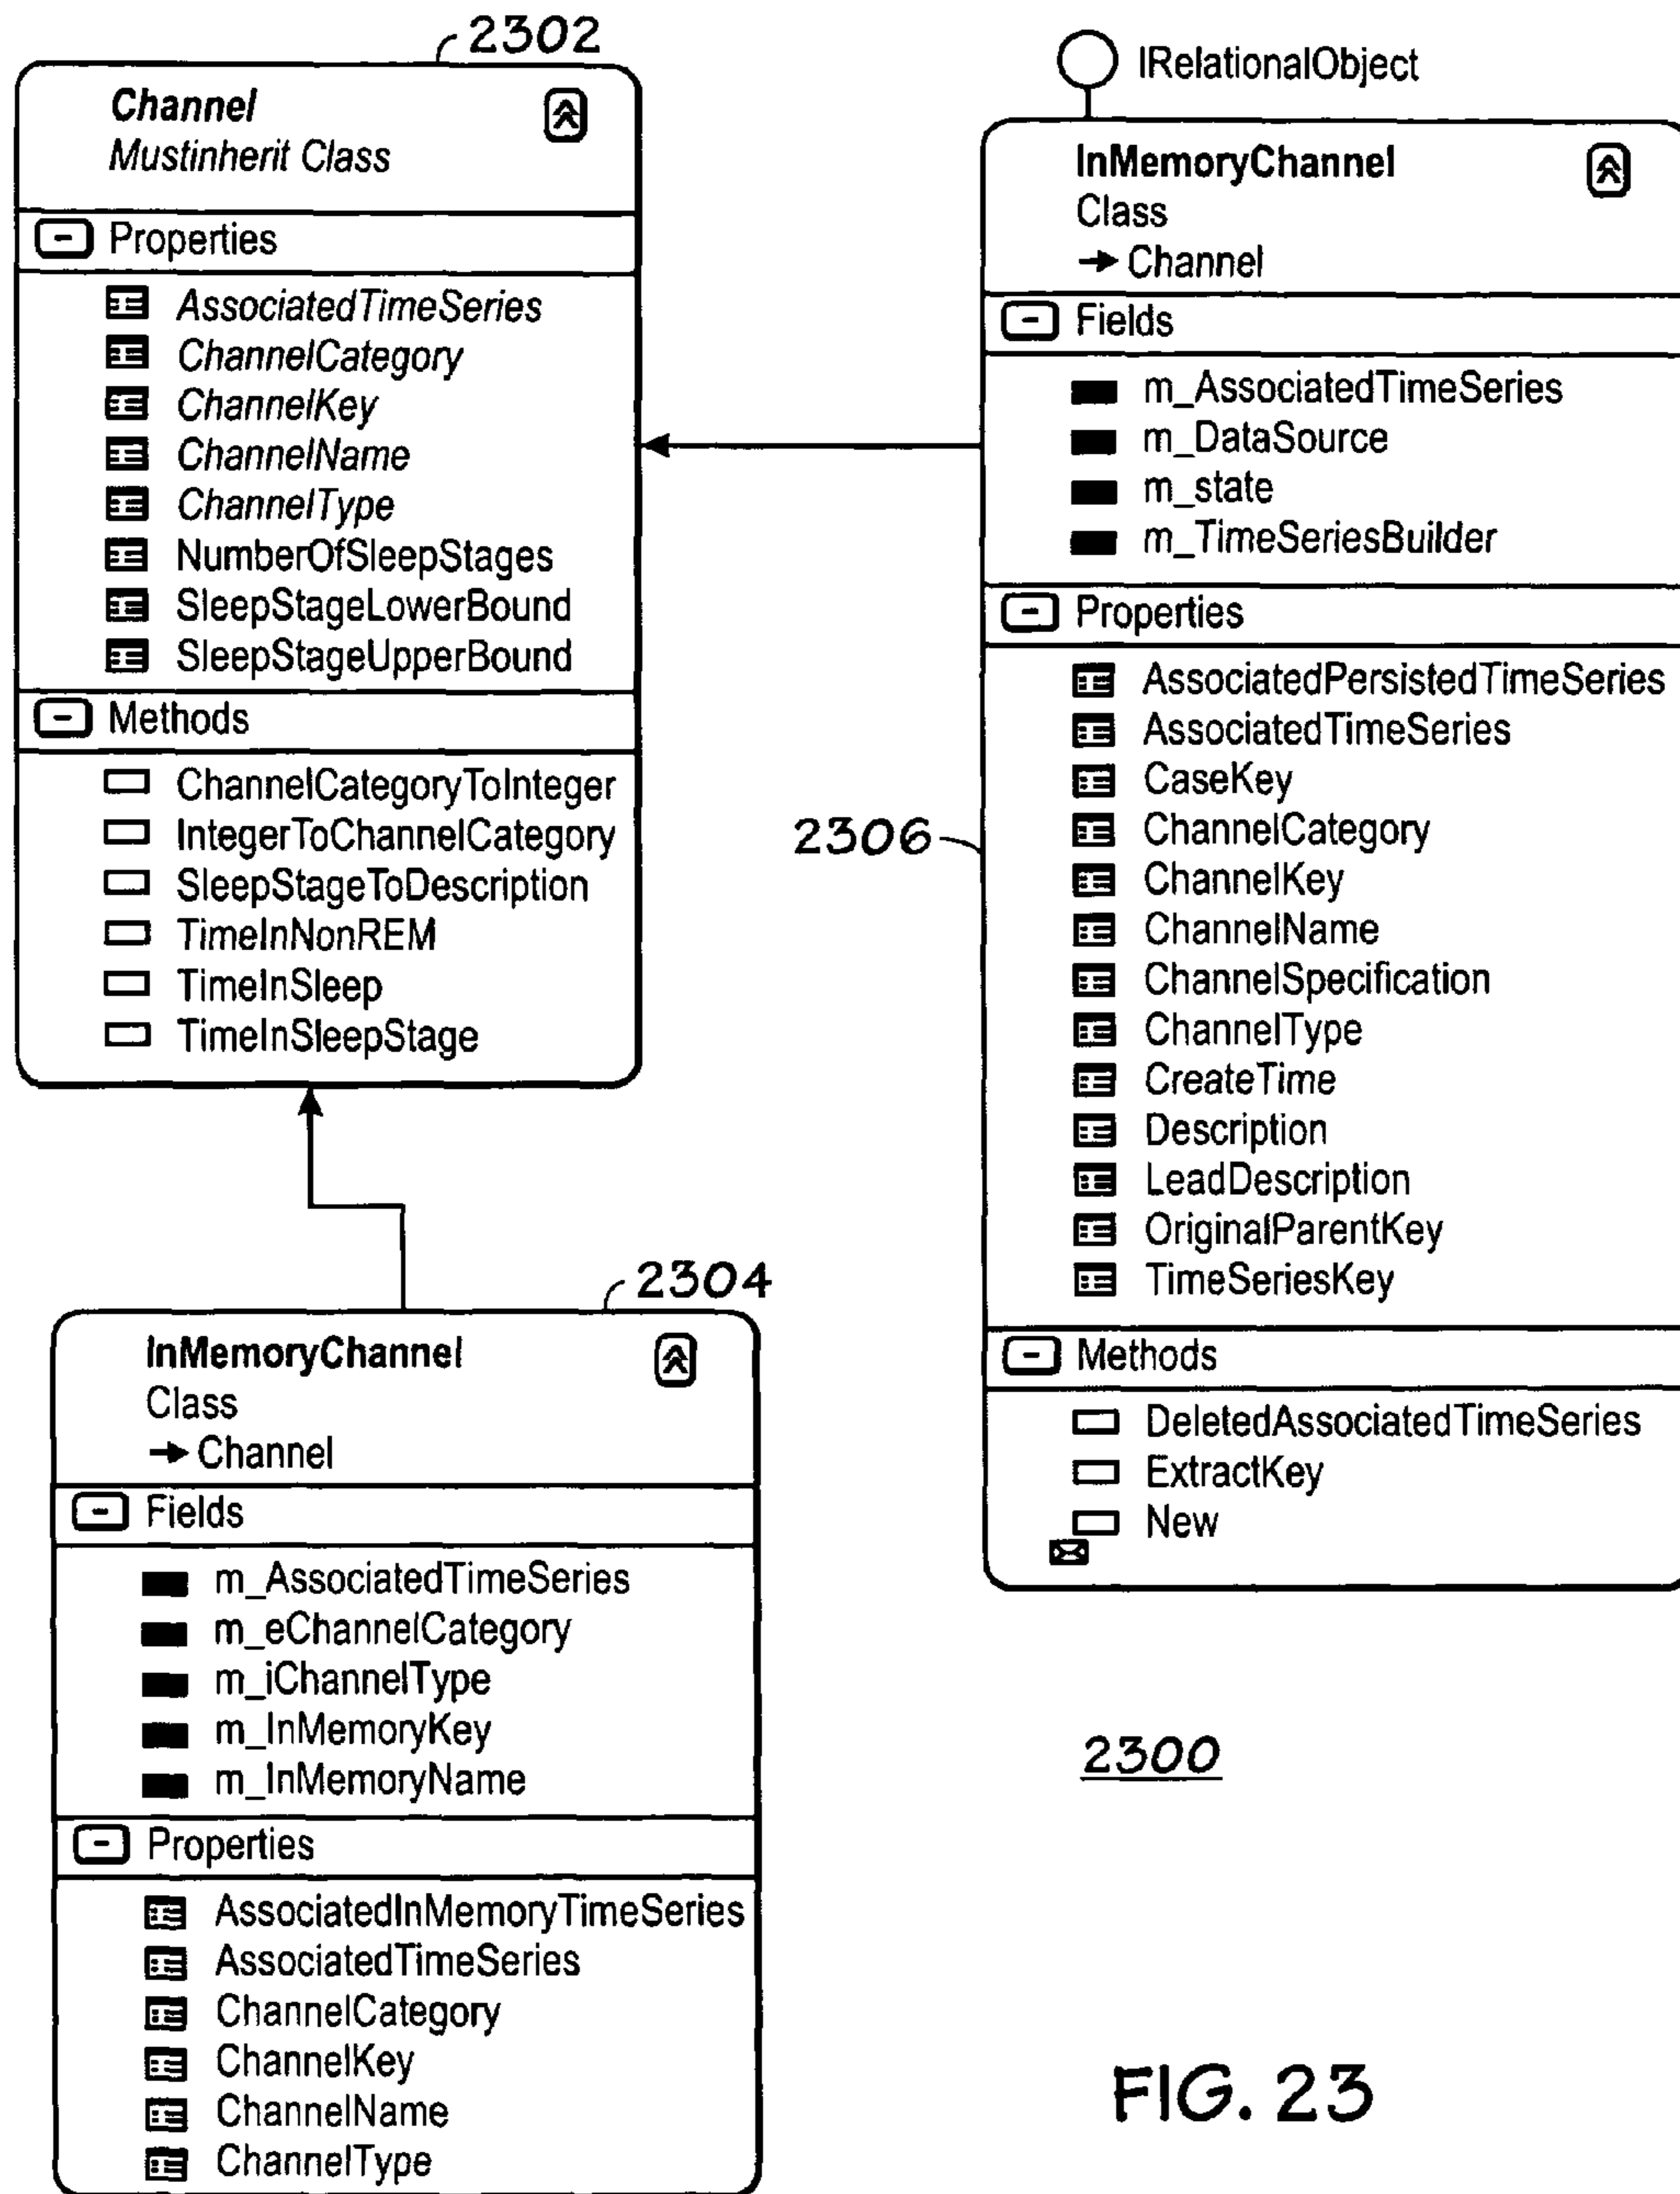 2302
Channel
Mustinherit Class
Properties
AssociatedTimeSeries
ChannelCategory
ChannelKey
ChannelName
ChannelType
NumberOfSleepStages
SleepStageLowerBound
SleepStageUpperBound
Methods
ChannelCategoryToInteger
IntegerToChannelCategory
SleepStageToDescription
TimeInNonREM
TimeInSleep
TimeInSleepStage
2304
InMemoryChannel
Class
Channel
Fields
m_AssociatedTimeSeries
m_eChannelCategory
m_iChannelType
m_InMemoryKey
m_InMemoryName
Properties
AssociatedInMemoryTimeSeries
AssociatedTimeSeries
ChannelCategory
ChannelKey
ChannelName
ChannelType
IRelationalObject
InMemoryChannel
Class
Channel
Fields
m_AssociatedTimeSeries
m_DataSource
m_state
m_TimeSeriesBuilder
Properties
AssociatedPersistedTimeSeries
AssociatedTimeSeries
CaseKey
ChannelCategory
ChannelKey
ChannelName
ChannelSpecification
ChannelType
CreateTime
Description
LeadDescription
OriginalParentKey
TimeSeriesKey
Methods
DeletedAssociatedTimeSeries
ExtractKey
New
2306
2300
FIG. 23